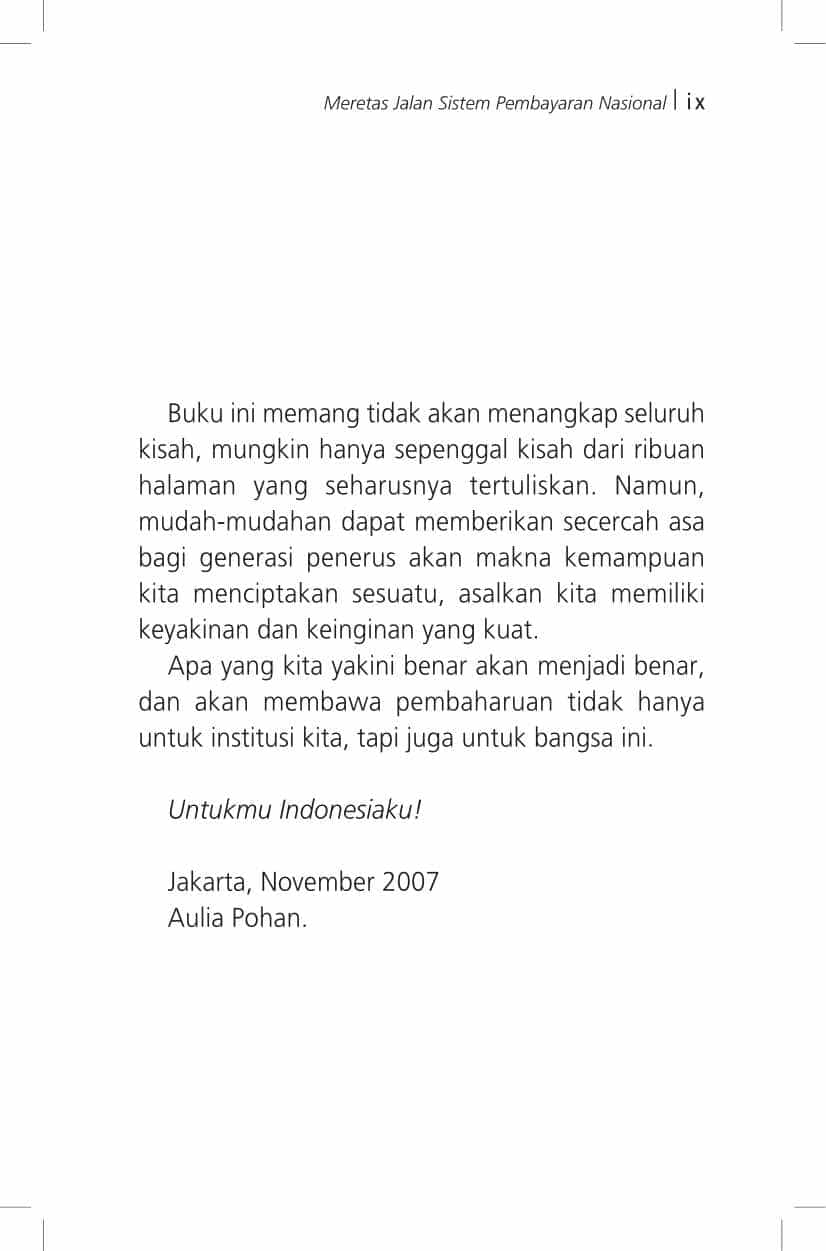 Meretas Jalan Sistem Pembayaran Nasional | ix
Buku ini memang tidak akan menangkap seluruh
kisah, mungkin hanya sepenggal kisah dari ribuan
halaman yang seharusnya tertuliskan. Namun,
mudah-mudahan dapat memberikan secercah asa
bagi generasi penerus akan makna kemampuan
kita menciptakan sesuatu, asalkan kita memiliki
keyakinan dan keinginan yang kuat.
Apa yang kita yakini benar akan menjadi benar,
dan akan membawa pembaharuan tidak hanya
untuk institusi kita, tapi juga untuk bangsa ini.
Untukmu Indonesiaku!
Jakarta, November 2007
Aulia Pohan.